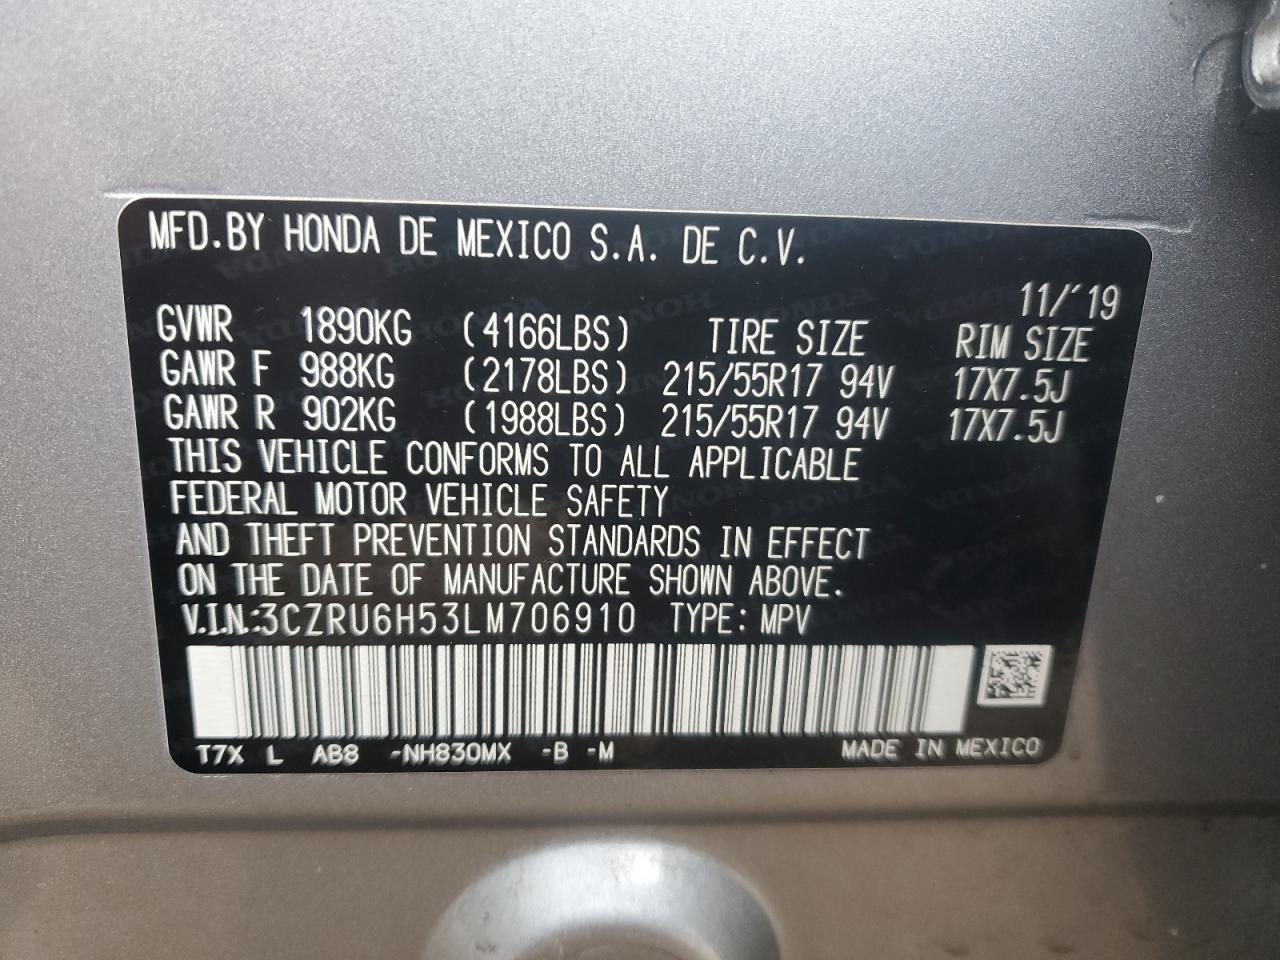 MFD.BY HONDA DE MEXICO S.A. DE C.V.
11/'19
GVWR 1890KG (4166LBS) TIRE SIZE RIM SIZE
GAWR F 988KG (2178LBS) 215/55R17 94V 17X7.5J
GAWR R 902KG (1988LBS) 215/55R17 94V 17X7.5J
THIS VEHICLE CONFORMS TO ALL APPLICABLE
FEDERAL MOTOR VEHICLE SAFETY
AND THEFT PREVENTION STANDARDS IN EFFECT
ON THE DATE OF MANUFACTURE SHOWN ABOVE.
V.I.N.:3CZRU6H53LM706910 TYPE: MPV
T7X L AB8 -NH830MX -B -M MADE IN MEXICO